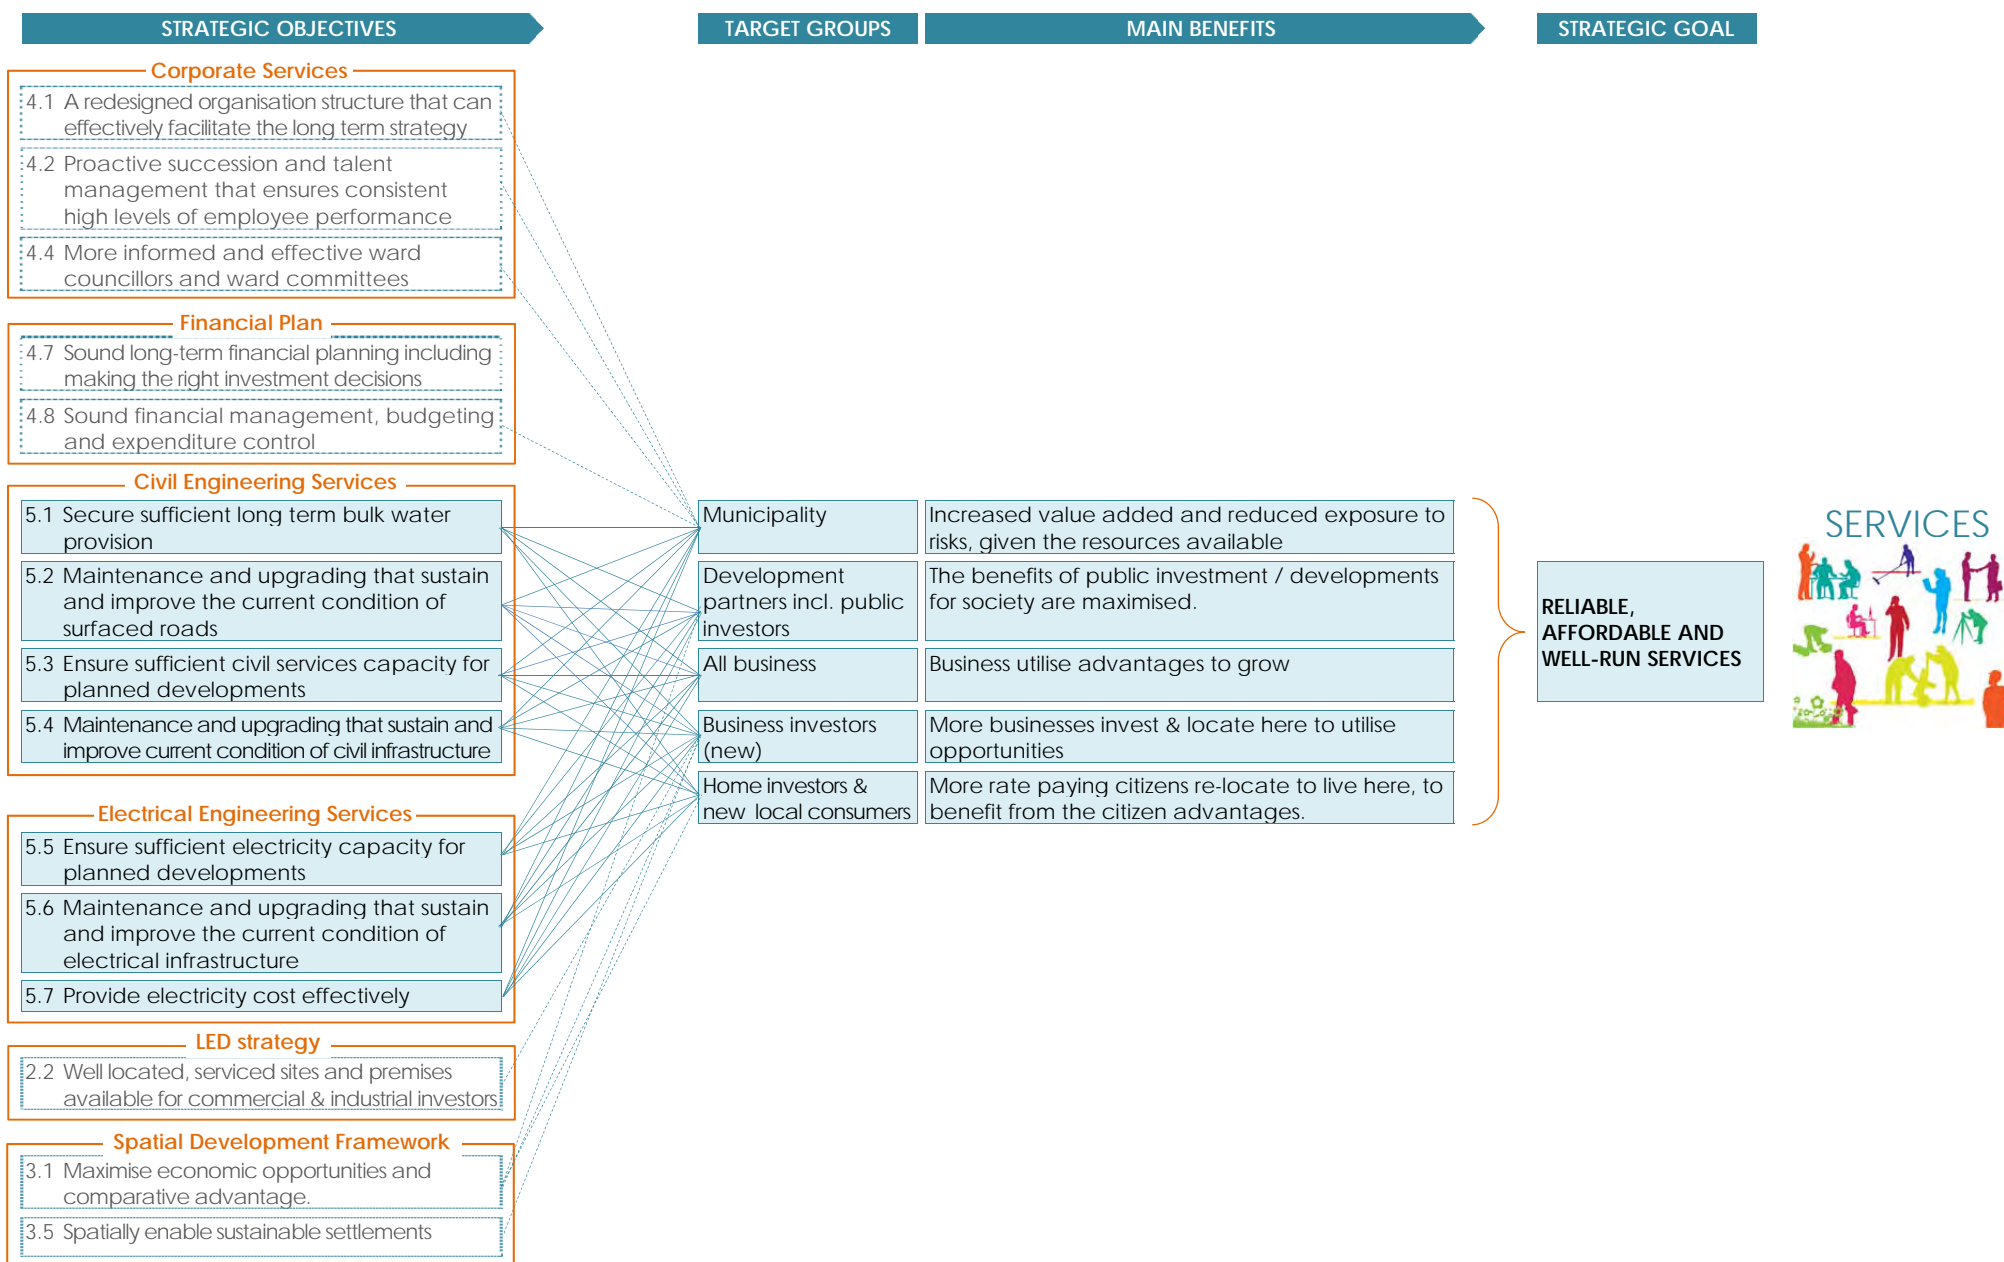 STRATEGIC OBJECTIVES
TARGET GROUPS
MAIN BENEFITS
STRATEGIC GOAL
Corporate Services
4.1 A redesigned organisation structure that can
effectively facilitate the long term strategy
4.2 Proactive succession and talent
management that ensures consistent
high levels of employee performance
4.4 More informed and effective ward
councillors and ward committees
Financial Plan
4.7 Sound long-term financial planning including
making the right investment decisions
4.8 Sound financial management, budgeting
and expenditure control
Civil Engineering Services
5.1 Secure sufficient long term bulk water
provision
5.2 Maintenance and upgrading that sustain
and improve the current condition of
surfaced roads
5.3 Ensure sufficient civil services capacity for
planned developments
5.4 Maintenance and upgrading that sustain and
improve current condition of civil infrastructure
Electrical Engineering Services
5.5 Ensure sufficient electricity capacity for
planned developments
5.6 Maintenance and upgrading that sustain
and improve the current condition of
electrical infrastructure
5.7 Provide electricity cost effectively
LED strategy
2.2 Well located, serviced sites and premises
available for commercial & industrial investors
Spatial Development Framework
3.1 Maximise economic opportunities and
comparative advantage.
3.5 Spatially enable sustainable settlements
Municipality
Increased value added and reduced exposure to
risks, given the resources available
Development
partners incl. public
investors
The benefits of public investment / developments
for society are maximised.
All business
Business utilise advantages to grow
Business investors
(new)
More businesses invest & locate here to utilise
opportunities
Home investors &
new local consumers
More rate paying citizens re-locate to live here, to
benefit from the citizen advantages.
RELIABLE,
AFFORDABLE AND
WELL-RUN SERVICES
SERVICES